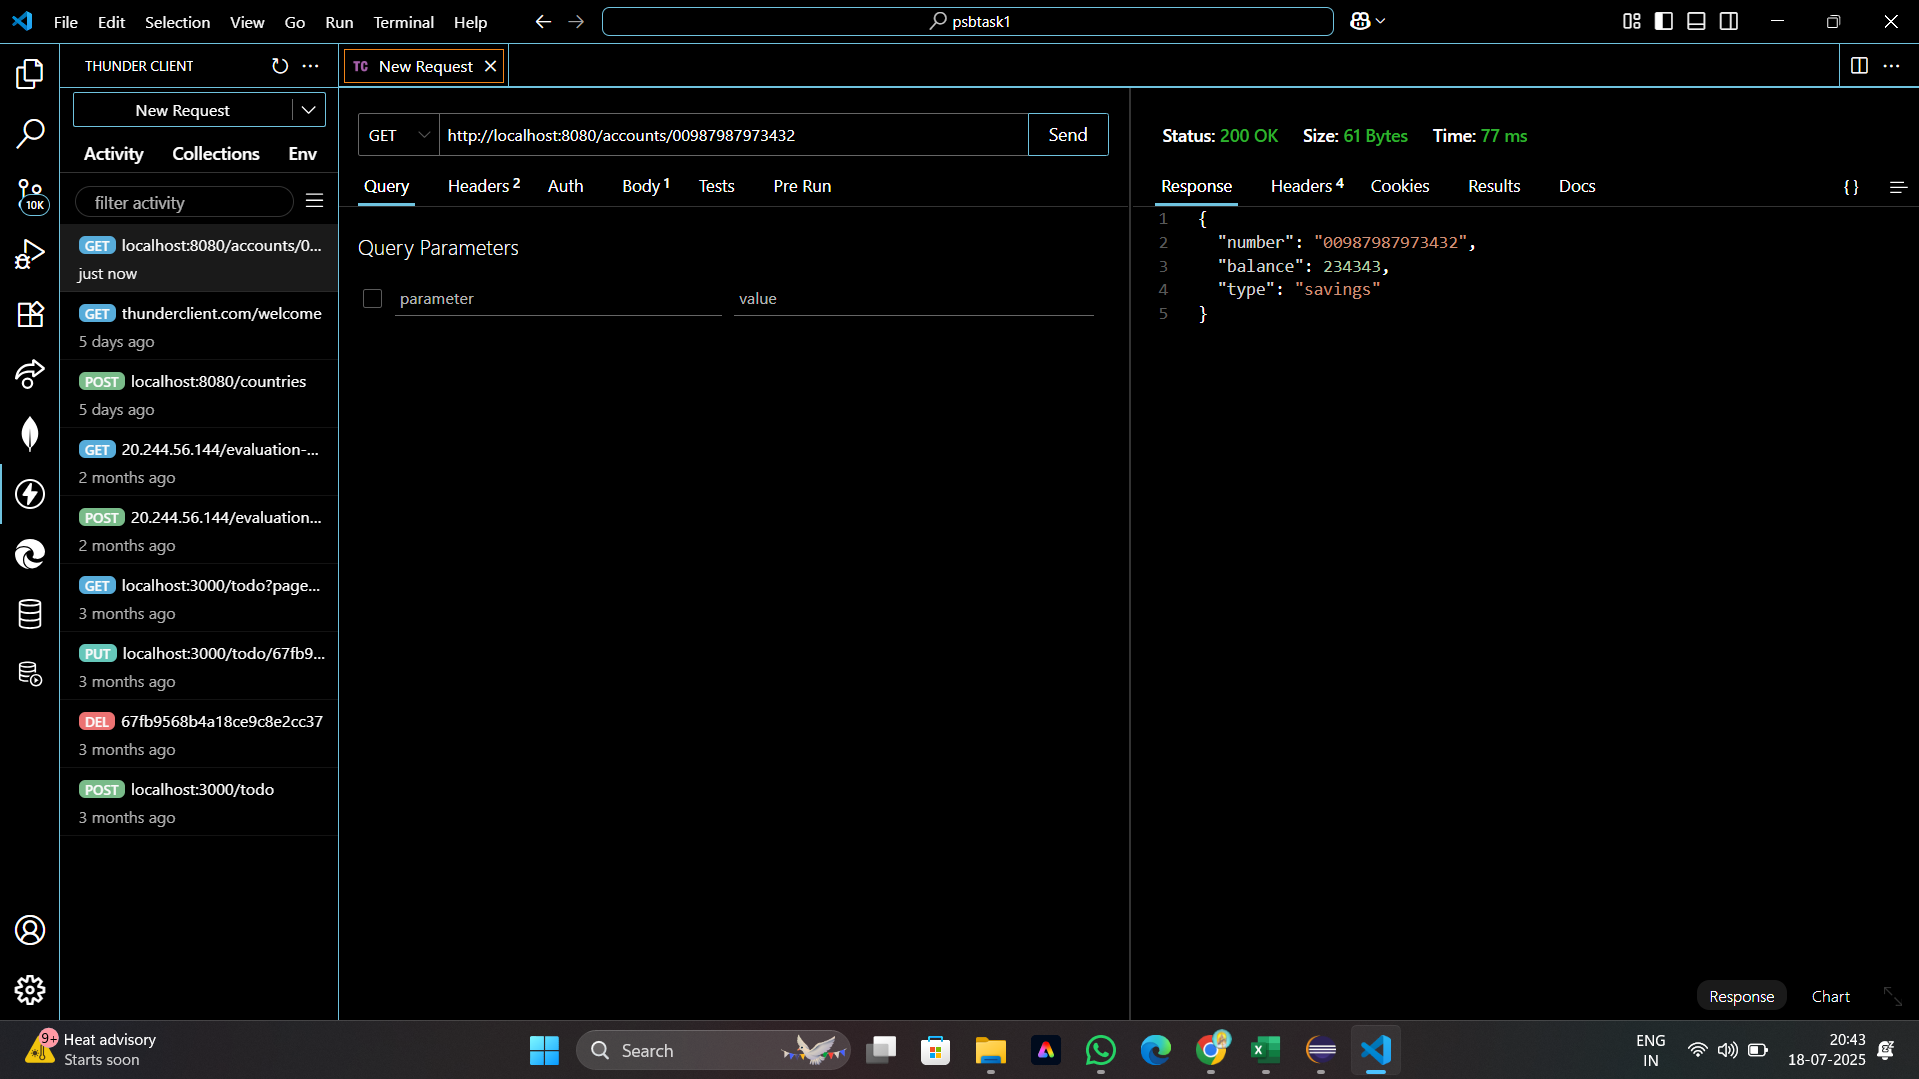 File Edit Selection View Go Run Terminal Help
psbtask1
THUNDER CLIENT
New Request
Activity Collections Env
filter activity
GET localhost:8080/accounts/0...
just now
GET thunderclient.com/welcome
5 days ago
POST localhost:8080/countries
5 days ago
GET 20.244.56.144/evaluation-...
2 months ago
POST 20.244.56.144/evaluation...
2 months ago
GET localhost:3000/todo?page...
3 months ago
PUT localhost:3000/todo/67fb9...
3 months ago
DEL 67fb9568b4a18ce9c8e2cc37
3 months ago
POST localhost:3000/todo
3 months ago
10K
TC New Request
GET http://localhost:8080/accounts/00987987973432 Send
Query Headers 2 Auth Body 1 Tests Pre Run
Query Parameters
parameter value
Status: 200 OK Size: 61 Bytes Time: 77 ms
Response Headers 4 Cookies Results Docs {}
1 {
2 "number": "00987987973432",
3 "balance": 234343,
4 "type": "savings"
5 }
Response Chart
9+ Heat advisory
Starts soon
Search
ENG
IN
20:43
18-07-2025